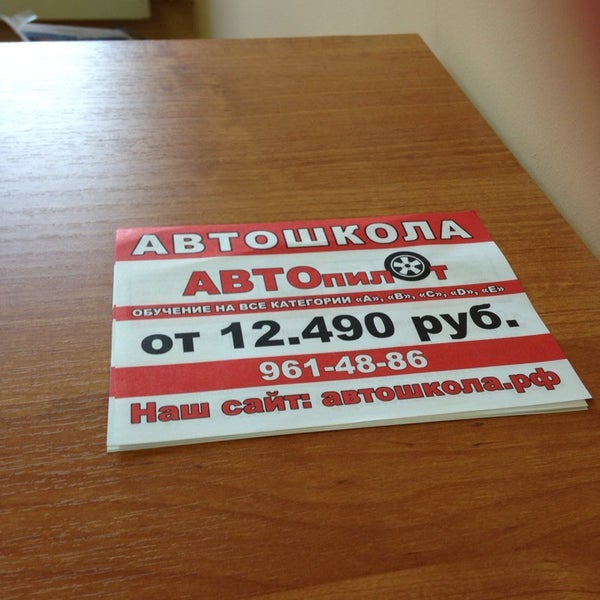 АВТОШКОЛА
АВТОпилОт
ОБУЧЕНИЕ НА ВСЕ КАТЕГОРИИ «А», «В», «С», «D», «Е»
от 12.490 руб.
961-48-86
Наш сайт: автошкола.рф